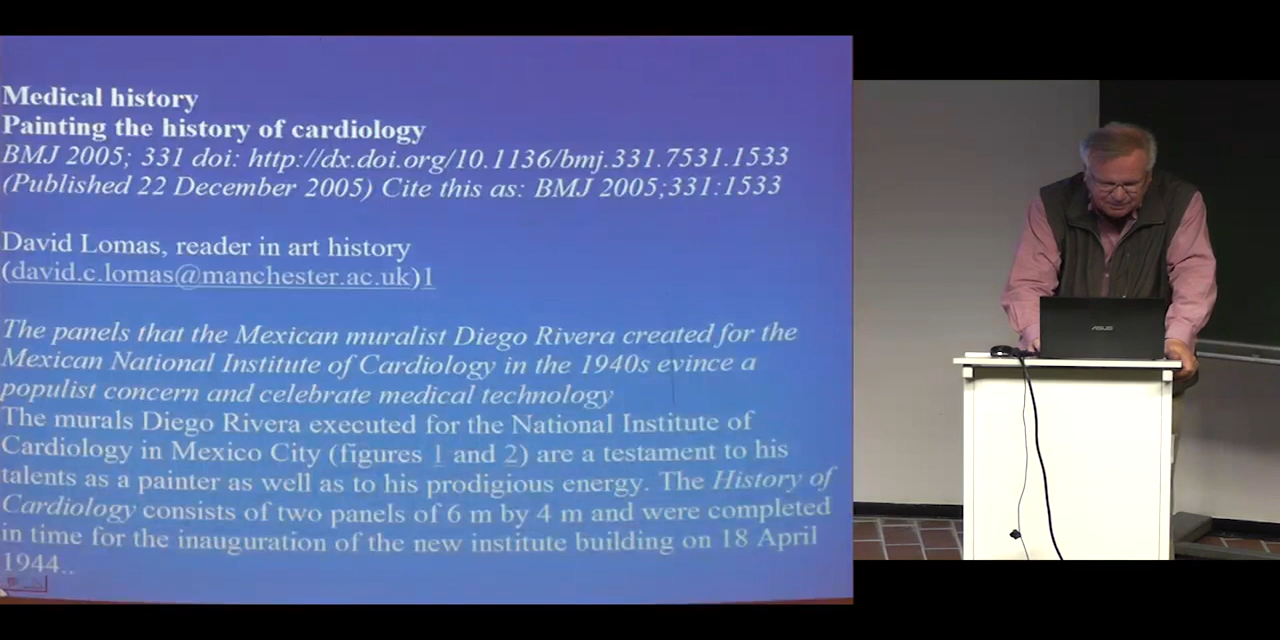 Medical history
Painting the history of cardiology
BMJ 2005; 331 doi: http://dx.doi.org/10.1136/bmj.331.7531.1533
(Published 22 December 2005) Cite this as: BMJ 2005;331:1533
David Lomas, reader in art history
(david.c.lomas@manchester.ac.uk)1
The panels that the Mexican muralist Diego Rivera created for the
Mexican National Institute of Cardiology in the 1940s evince a
populist concern and celebrate medical technology
The murals Diego Rivera executed for the National Institute of
Cardiology in Mexico City (figures 1 and 2) are a testament to his
talents as a painter as well as to his prodigious energy. The History of
Cardiology consists of two panels of 6 m by 4 m and were completed
in time for the inauguration of the new institute building on 18 April
1944..
ASUS